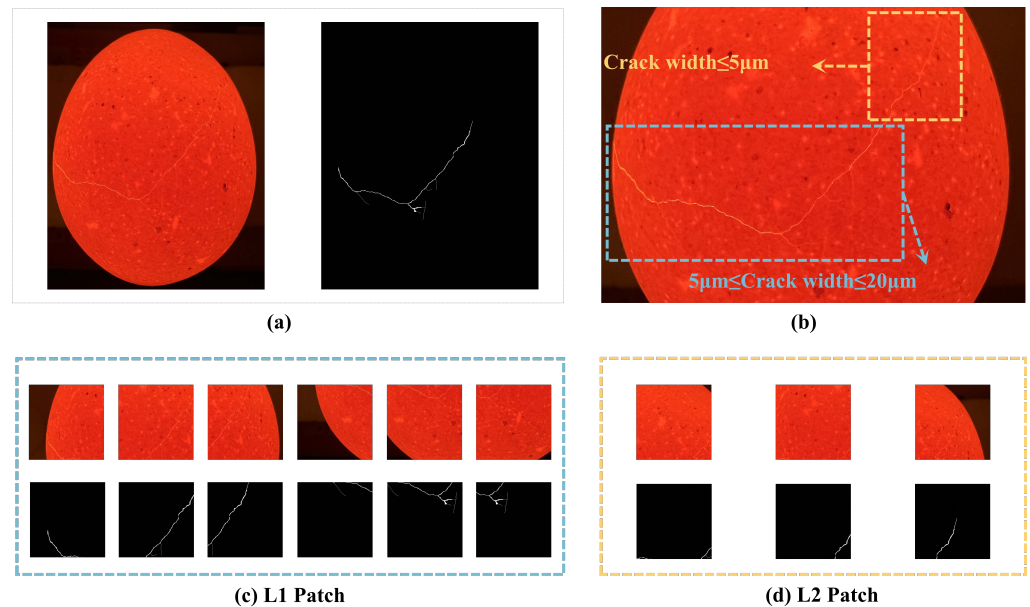 Crack width≤5μm
5μm≤Crack width≤20μm
(a)
(b)
(c) L1 Patch
(d) L2 Patch